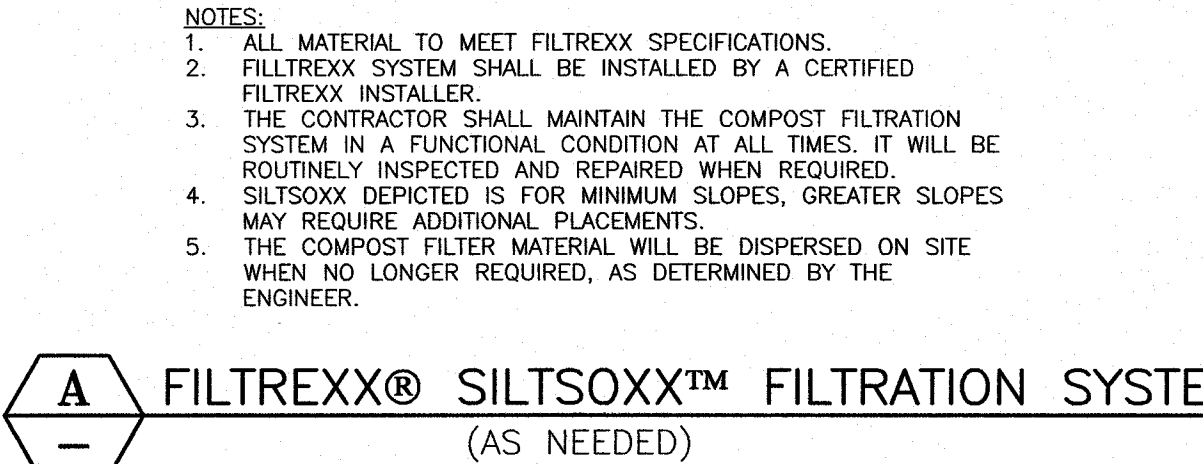 NOTES:
1. ALL MATERIAL TO MEET FILTREXX SPECIFICATIONS.
2. FILLTREXX SYSTEM SHALL BE INSTALLED BY A CERTIFIED
FILTREXX INSTALLER.
3. THE CONTRACTOR SHALL MAINTAIN THE COMPOST FILTRATION
SYSTEM IN A FUNCTIONAL CONDITION AT ALL TIMES. IT WILL BE
ROUTINELY INSPECTED AND REPAIRED WHEN REQUIRED.
4. SILTSOXX DEPICTED IS FOR MINIMUM SLOPES, GREATER SLOPES
MAY REQUIRE ADDITIONAL PLACEMENTS.
5. THE COMPOST FILTER MATERIAL WILL BE DISPERSED ON SITE
WHEN NO LONGER REQUIRED, AS DETERMINED BY THE
ENGINEER.
A FILTREXX® SILTSOXX™ FILTRATION SYSTE
– (AS NEEDED)